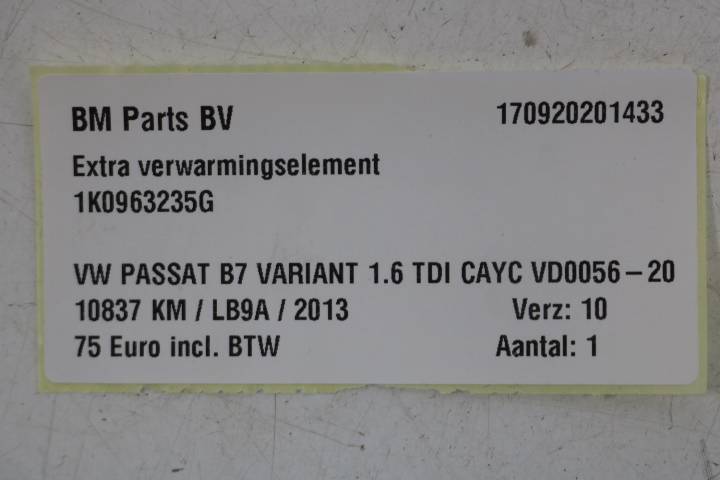 BM Parts BV 170920201433
Extra verwarmingselement
1K0963235G
VW PASSAT B7 VARIANT 1.6 TDI CAYC VD0056-20
10837 KM / LB9A / 2013 Verz: 10
75 Euro incl. BTW Aantal: 1